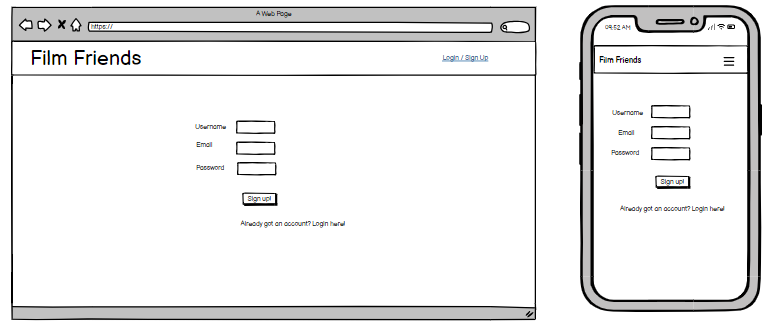 A Web Page
https://
Film Friends
Login / Sign Up
Username
Email
Password
Sign up!
Already got an account? Login here!
09:52 AM
Film Friends
Username
Email
Password
Sign up!
Already got an account? Login here!